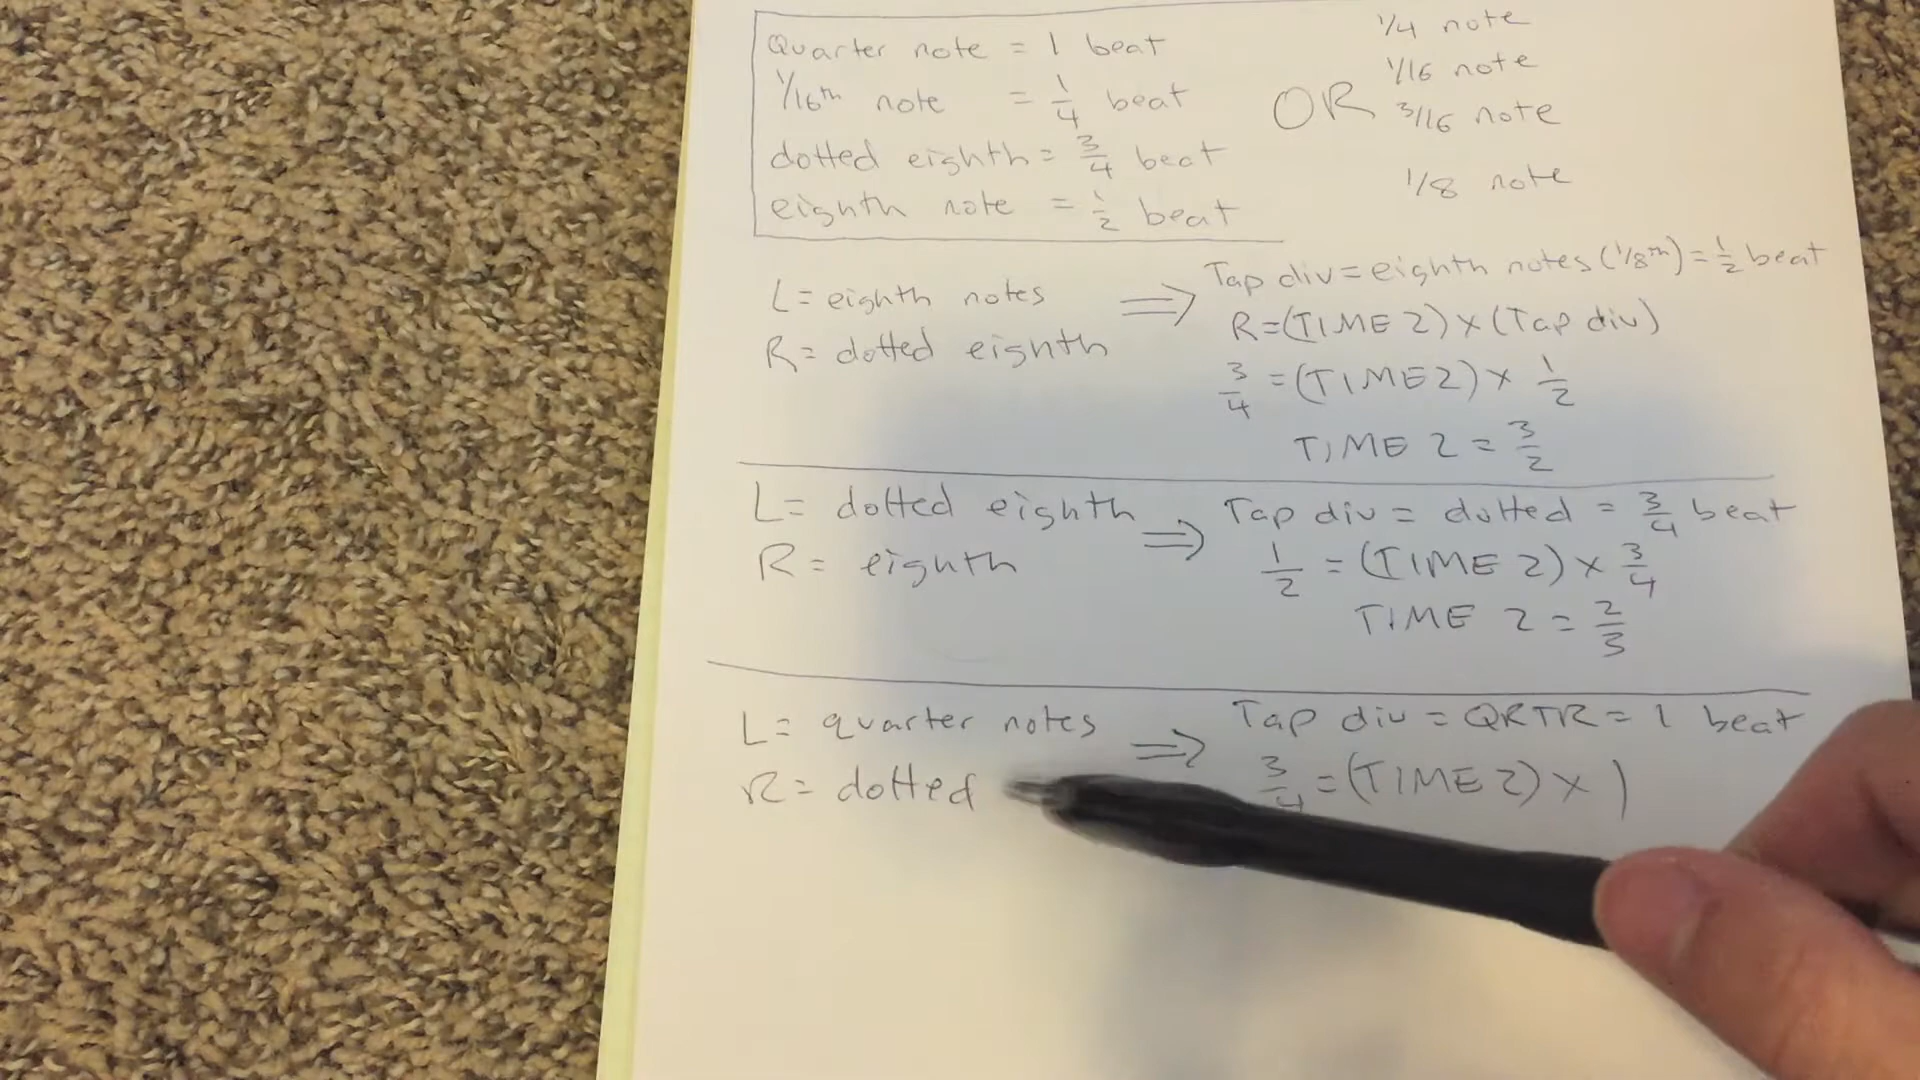 Quarter note = 1 beat
1/16th note = 1/4 beat
dotted eighth = 3/4 beat
eighth note = 1/2 beat
OR
1/4 note
1/16 note
3/16 note
1/8 note
L = eighth notes
R = dotted eighth
⇒ Tap div = eighth notes (1/8th) = 1/2 beat
R = (TIME 2) x (Tap div)
3/4 = (TIME 2) x 1/2
TIME 2 = 3/2
L = dotted eighth
R = eighth
⇒ Tap div = dotted = 3/4 beat
1/2 = (TIME 2) x 3/4
TIME 2 = 2/3
L = quarter notes
R = dotted
⇒ Tap div = QRTR = 1 beat
3/4 = (TIME 2) x 1